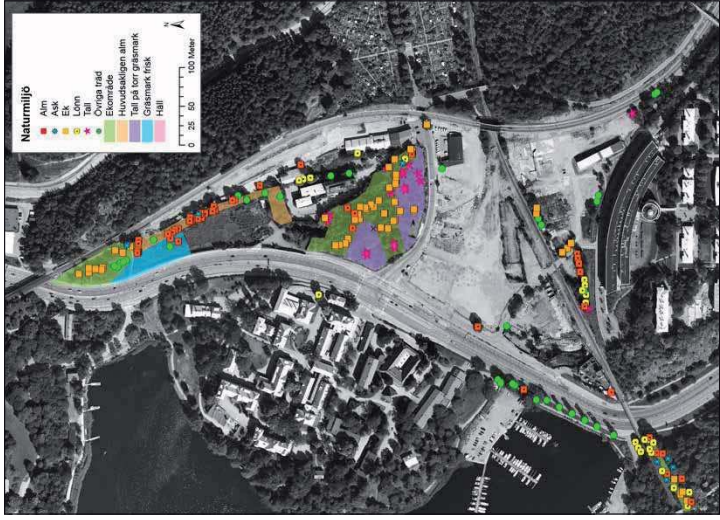 Naturmiljö
Alm
Ask
Ek
Lönn
Tall
Övriga träd
Ekområde
Huvudsakligen alm
Tall på torr gräsmark
Gräsmark frisk
Häll
0 25 50 100 Meter